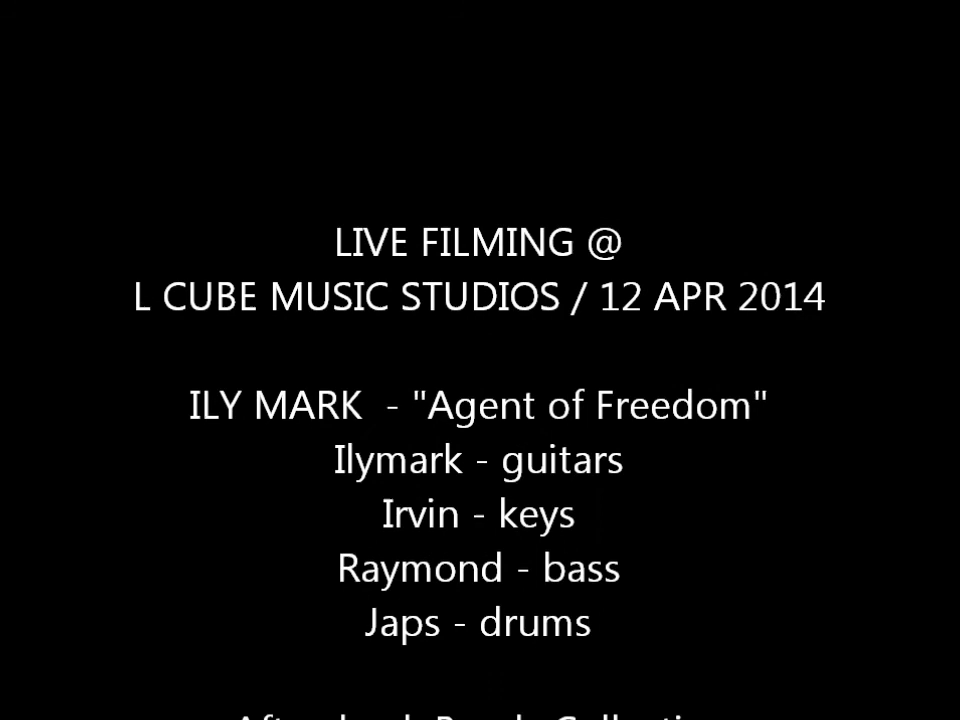 LIVE FILMING @
L CUBE MUSIC STUDIOS / 12 APR 2014
ILY MARK - "Agent of Freedom"
Ilymark - guitars
Irvin - keys
Raymond - bass
Japs - drums